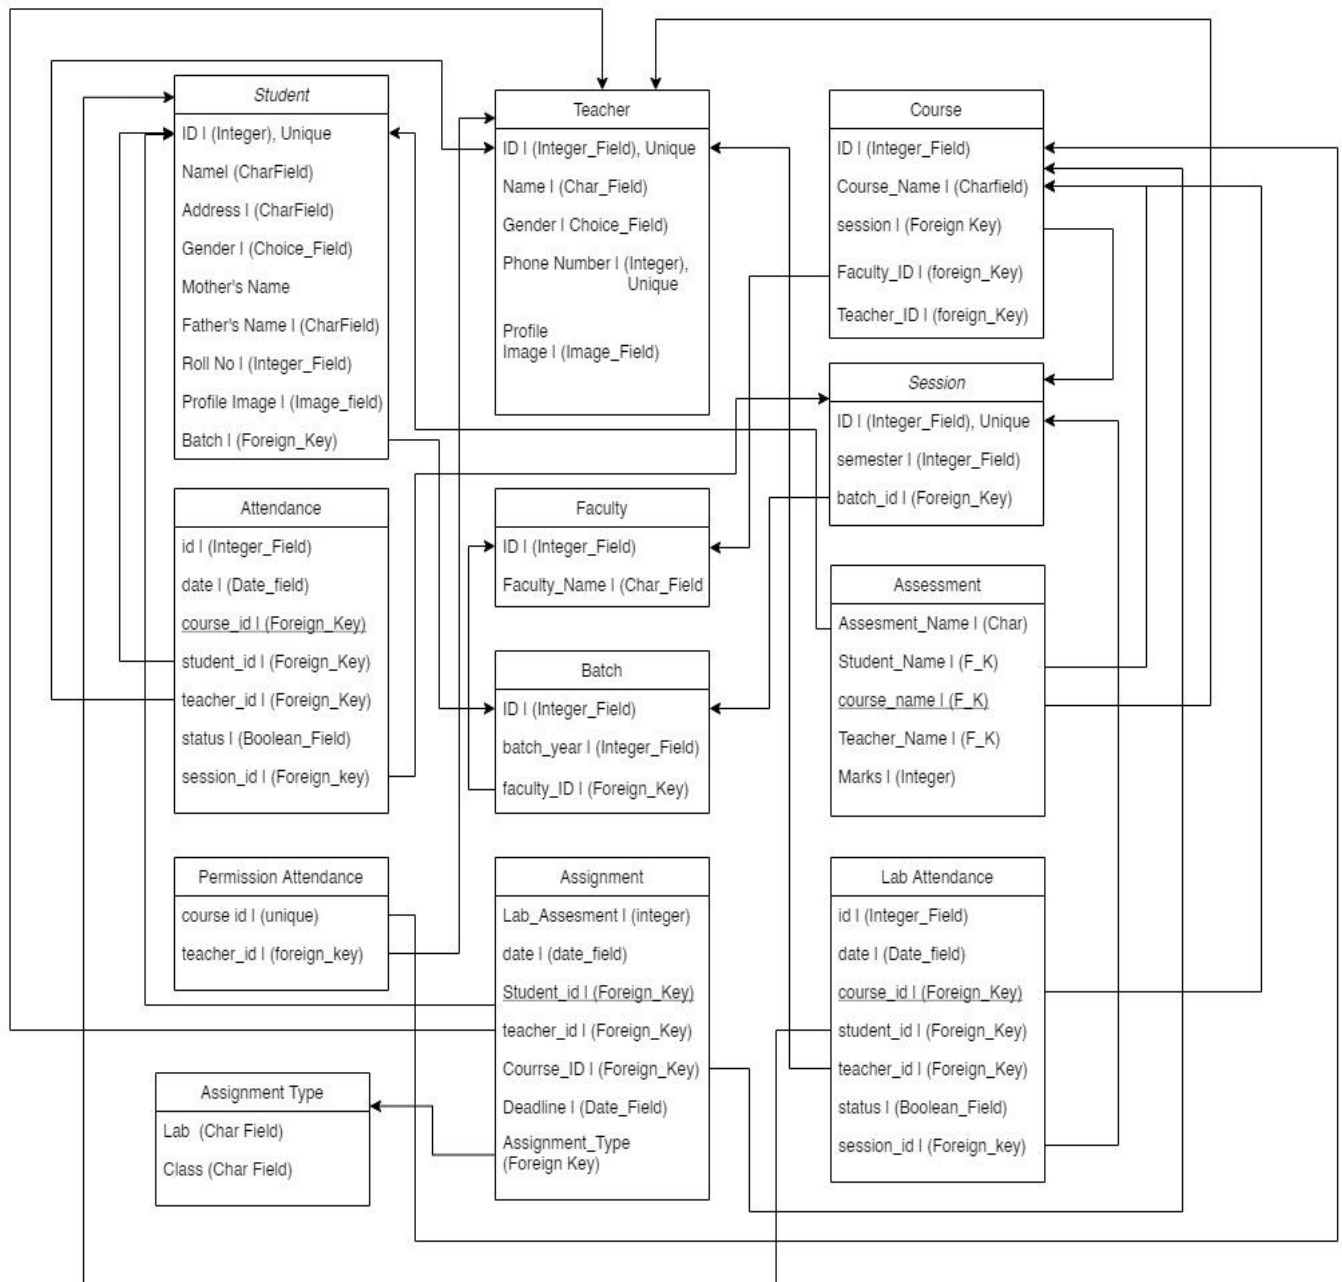 Student
ID | (Integer), Unique
Namel (CharField)
Address | (CharField)
Gender | (Choice_Field)
Mother's Name
Father's Name | (CharField)
Roll No | (Integer_Field)
Profile Image | (Image_field)
Batch | (Foreign_Key)
Teacher
ID | (Integer_Field), Unique
Name | (Char_Field)
Gender | Choice_Field)
Phone Number | (Integer),
Unique
Profile
Image | (Image_Field)
Course
ID | (Integer_Field)
Course_Name | (Charfield)
session | (Foreign Key)
Faculty_ID | (foreign_Key)
Teacher_ID | (foreign_Key)
Session
ID | (Integer_Field), Unique
semester | (Integer_Field)
batch_id | (Foreign_Key)
Attendance
id | (Integer_Field)
date | (Date_field)
course_id | (Foreign_Key)
student_id | (Foreign_Key)
teacher_id | (Foreign_Key)
status | (Boolean_Field)
session_id | (Foreign_key)
Faculty
ID | (Integer_Field)
Faculty_Name | (Char_Field
Batch
ID | (Integer_Field)
batch_year | (Integer_Field)
faculty_ID | (Foreign_Key)
Assessment
Assesment_Name | (Char)
Student_Name | (F_K)
course_name | (F_K)
Teacher_Name | (F_K)
Marks | (Integer)
Permission Attendance
course id | (unique)
teacher_id | (foreign_key)
Assignment
Lab_Assesment | (integer)
date | (date_field)
Student_id | (Foreign_Key)
teacher_id | (Foreign_Key)
Courrse_ID | (Foreign_Key)
Deadline | (Date_Field)
Assignment_Type
(Foreign Key)
Lab Attendance
id | (Integer_Field)
date | (Date_Field)
course_id | (Foreign_Key)
student_id | (Foreign_Key)
teacher_id | (Foreign_Key)
status | (Boolean_Field)
session_id | (Foreign_key)
Assignment Type
Lab (Char Field)
Class (Char Field)